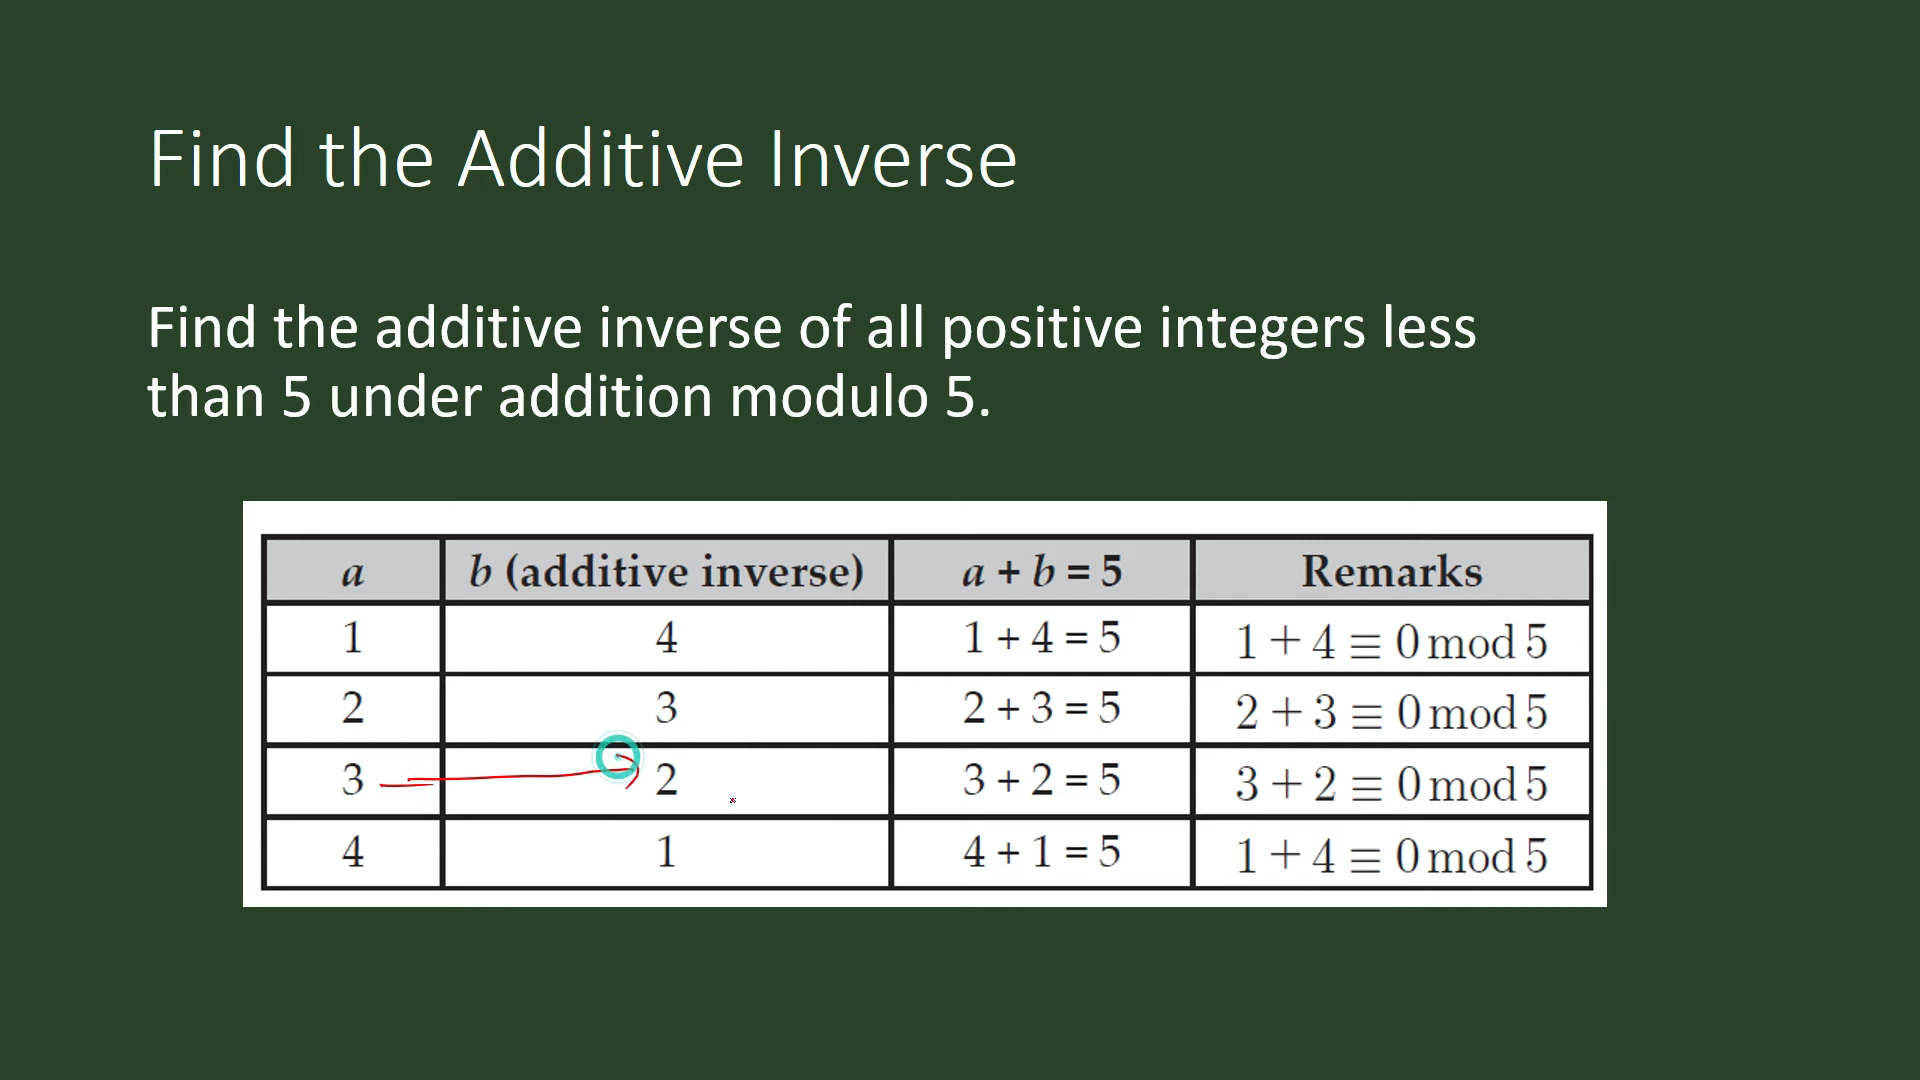 Find the Additive Inverse
Find the additive inverse of all positive integers less
than 5 under addition modulo 5.
a b (additive inverse) a + b = 5 Remarks
1 4 1 + 4 = 5 1 + 4 ≡ 0 mod 5
2 3 2 + 3 = 5 2 + 3 ≡ 0 mod 5
3 2 3 + 2 = 5 3 + 2 ≡ 0 mod 5
4 1 4 + 1 = 5 1 + 4 ≡ 0 mod 5